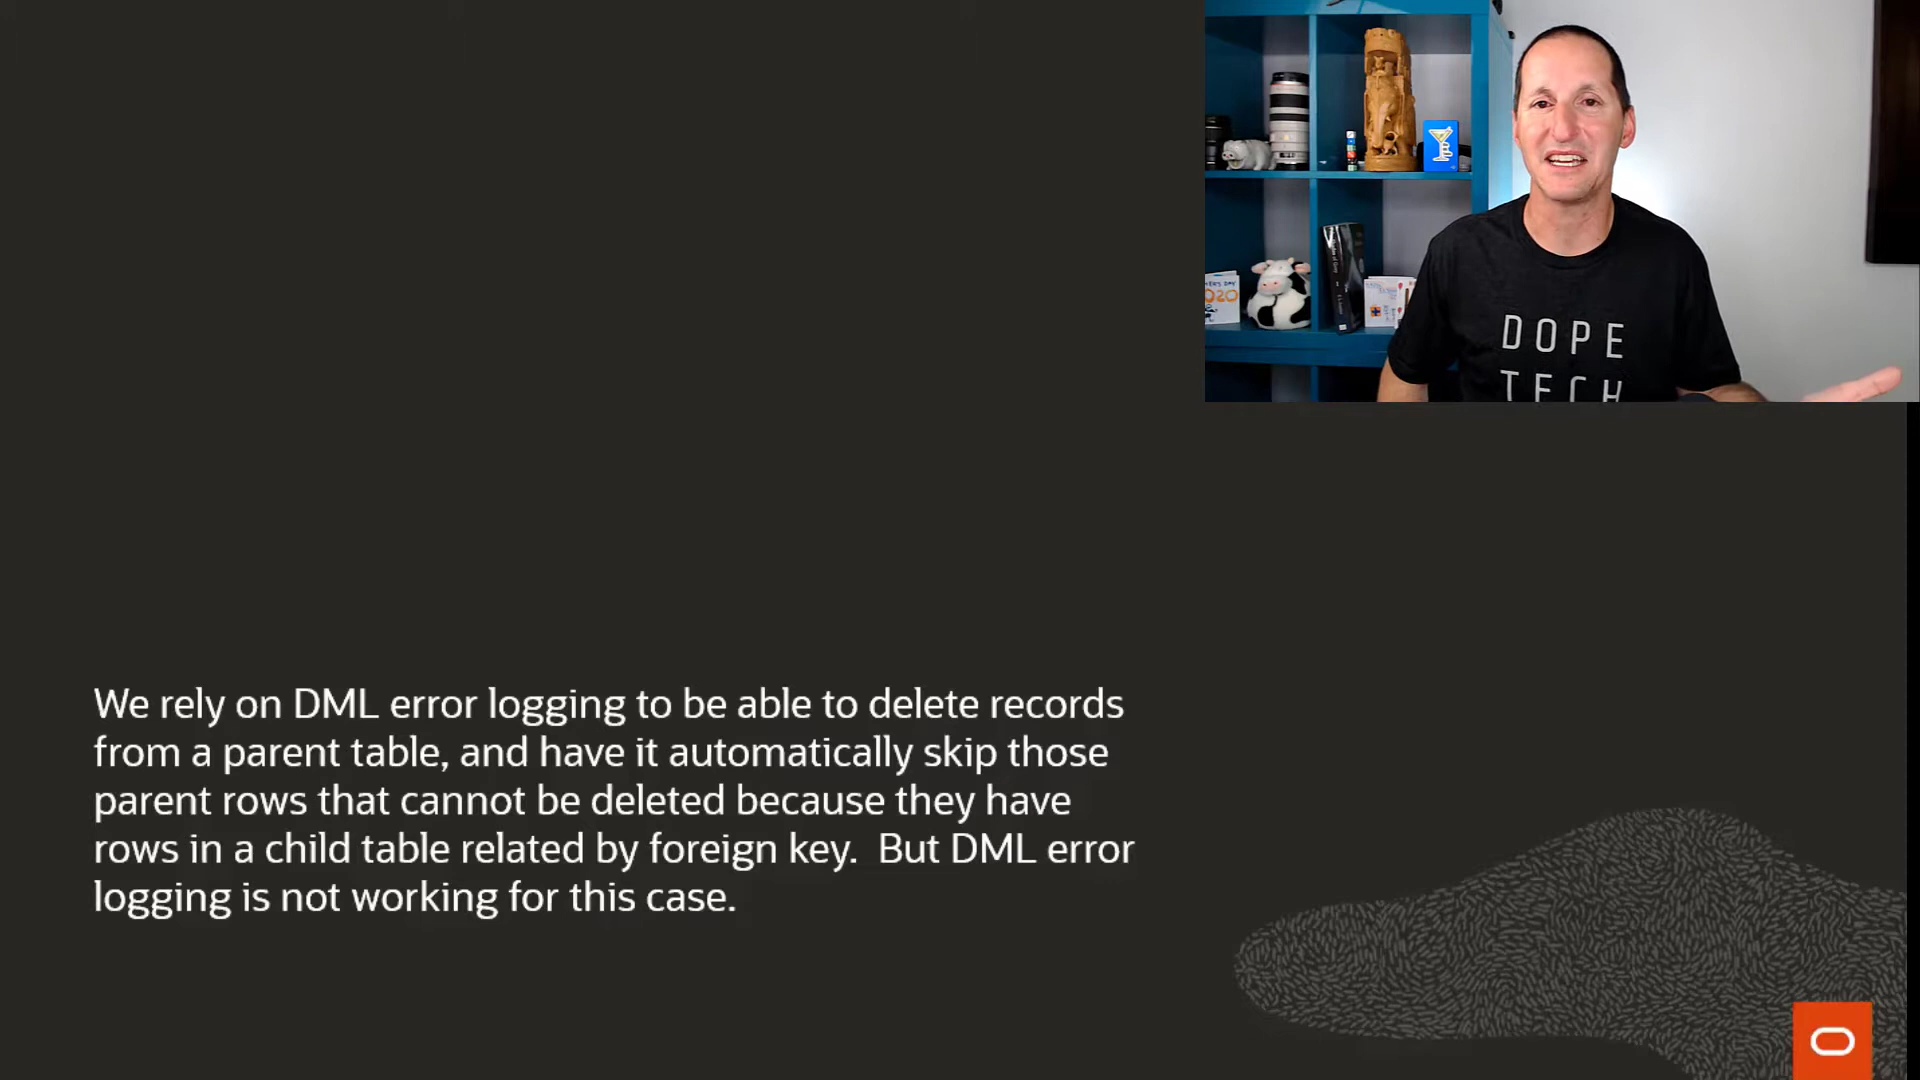 DOPE
TECH
2020
We rely on DML error logging to be able to delete records
from a parent table, and have it automatically skip those
parent rows that cannot be deleted because they have
rows in a child table related by foreign key.  But DML error
logging is not working for this case.